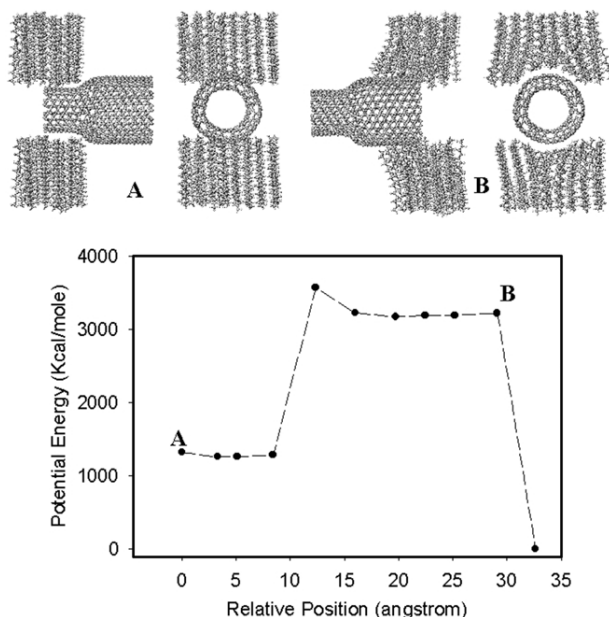 A
B
Potential Energy (Kcal/mole)
4000
3000
2000
1000
0
A
B
0 5 10 15 20 25 30 35
Relative Position (angstrom)